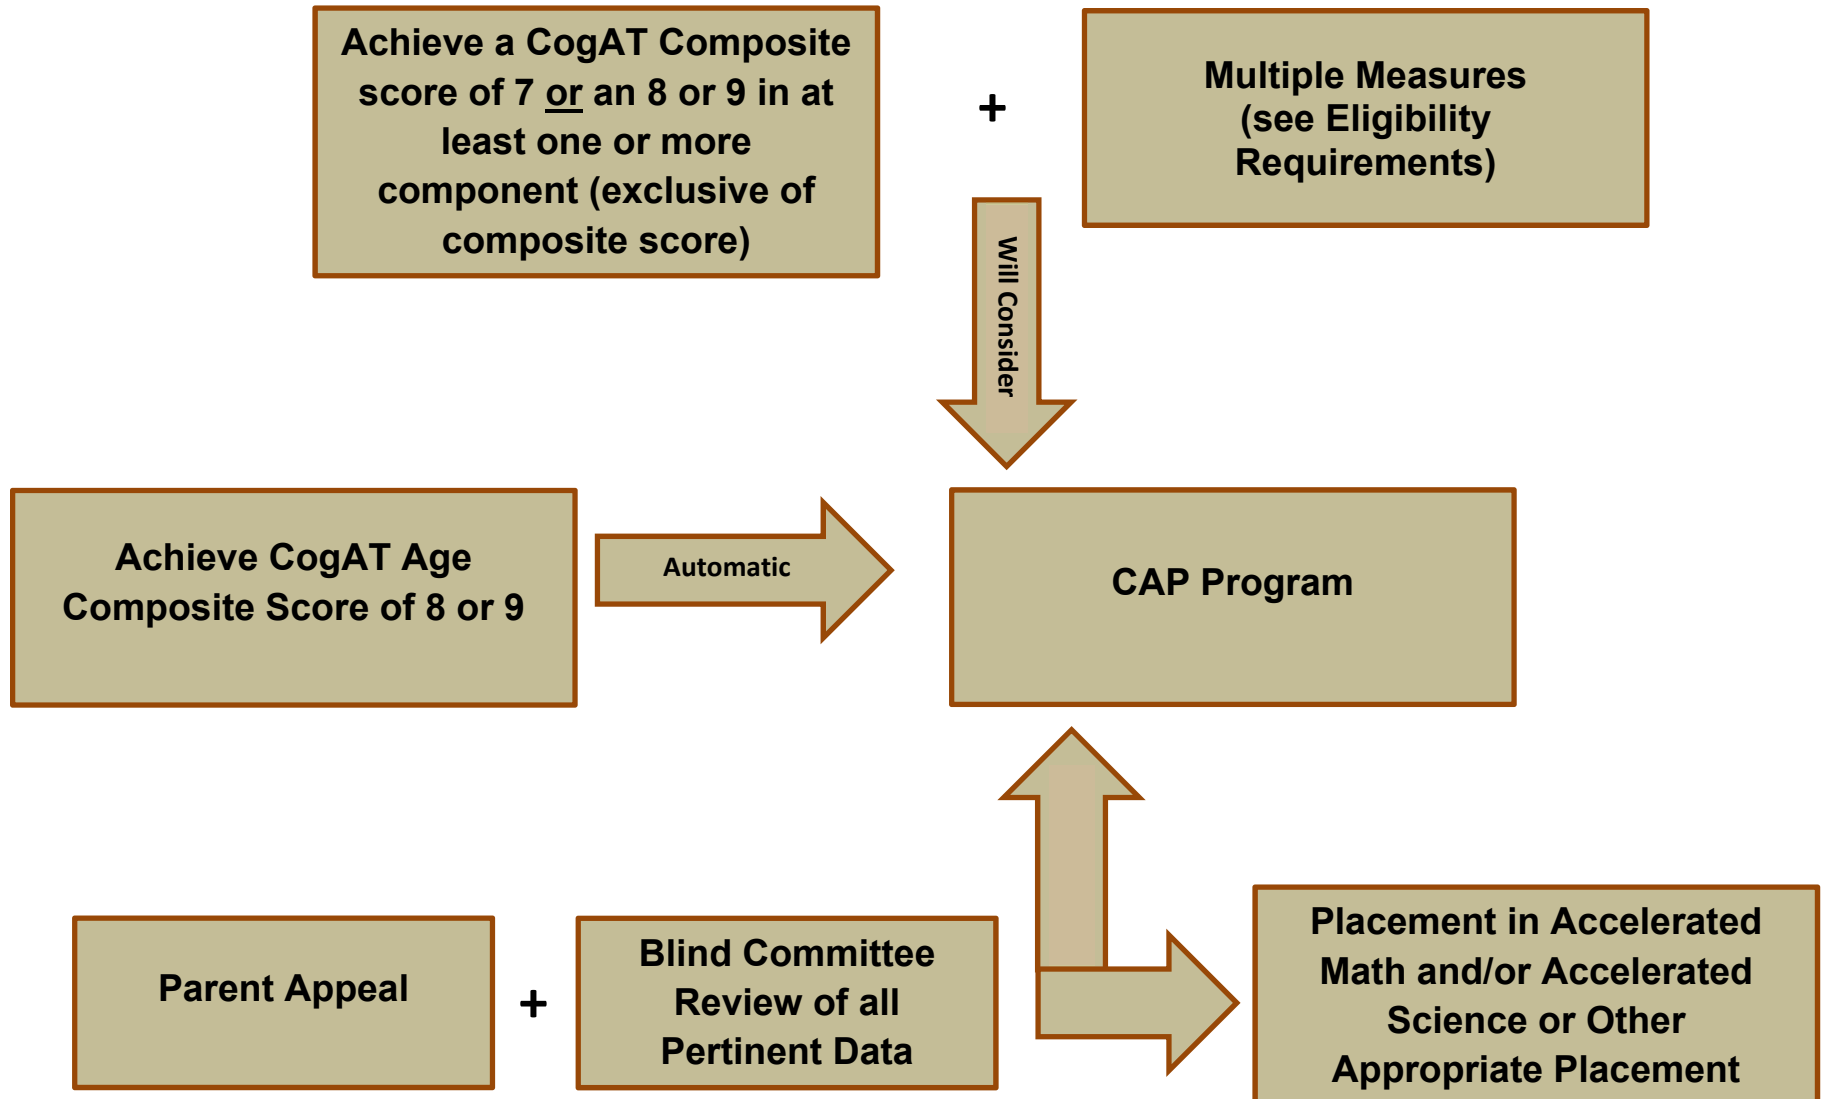 Achieve a CogAT Composite
score of 7 or an 8 or 9 in at
least one or more
component (exclusive of
composite score)
+
Multiple Measures
(see Eligibility
Requirements)
Will Consider
Achieve CogAT Age
Composite Score of 8 or 9
Automatic
CAP Program
Parent Appeal
+
Blind Committee
Review of all
Pertinent Data
Placement in Accelerated
Math and/or Accelerated
Science or Other
Appropriate Placement